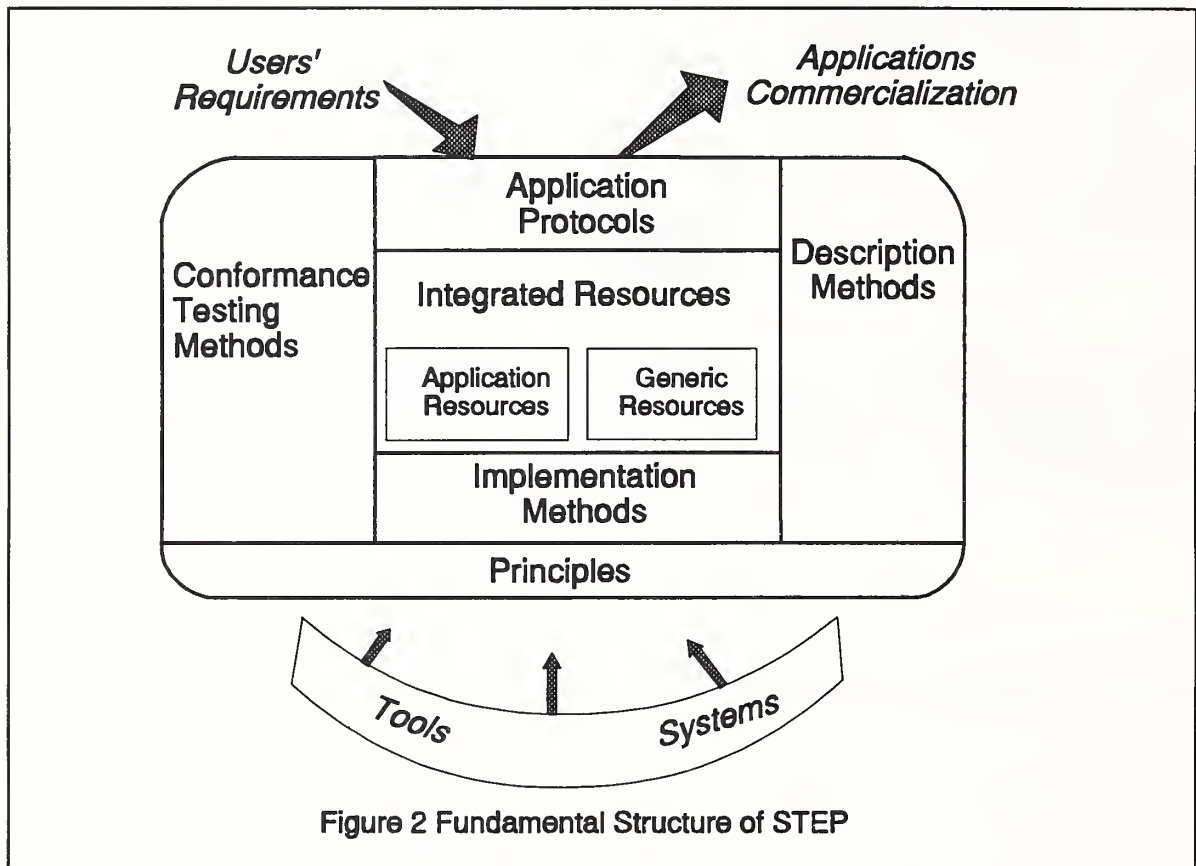 Users'
Requirements
Applications
Commercialization
Application
Protocols
Conformance
Testing
Methods
Description
Methods
Integrated Resources
Application
Resources
Generic
Resources
Implementation
Methods
Principles
Tools
Systems
Figure 2 Fundamental Structure of STEP